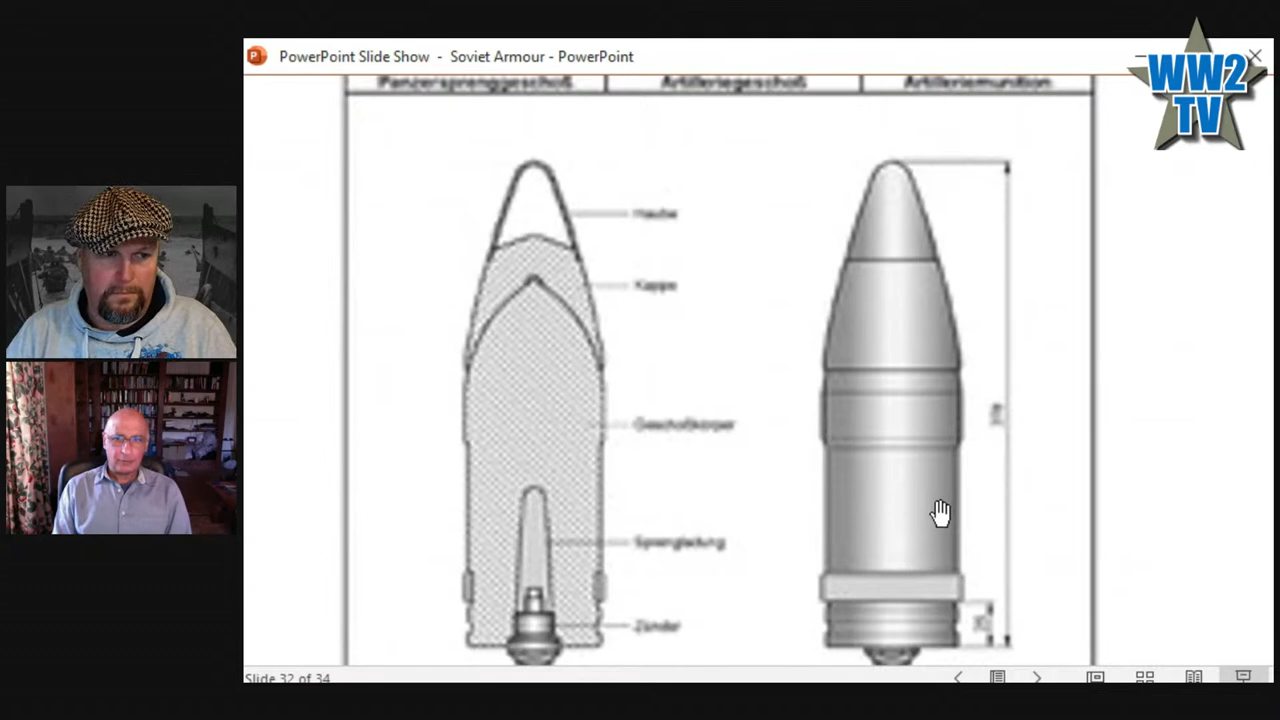 PowerPoint Slide Show - Soviet Armour - PowerPoint
WW2
TV
Panzersprenggeschoß
Artilleriegeschoß
Artilleriemunition
Haube
Kappe
Geschoßkörper
Sprengladung
Zünder
Slide 32 of 34